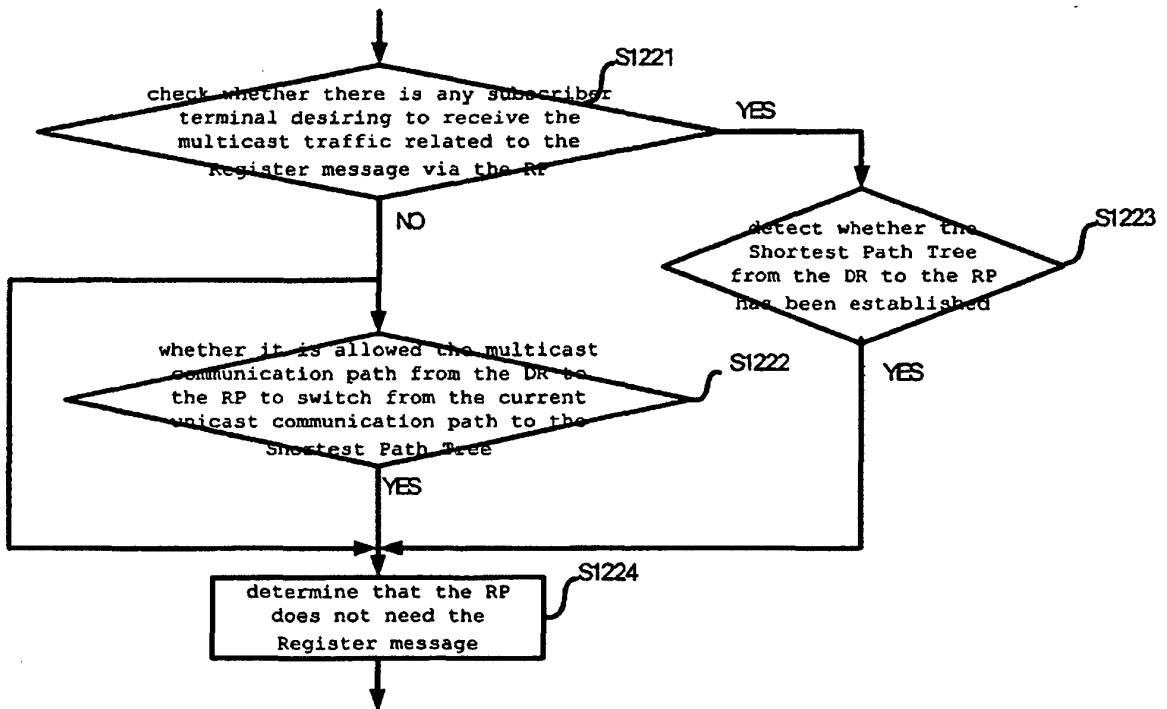 S1221
check whether there is any subscriber
terminal desiring to receive the
multicast traffic related to the
Register message via the RP
YES
NO
S1223
detect whether the
Shortest Path Tree
from the DR to the RP
has been established
YES
S1222
whether it is allowed the multicast
communication path from the DR to
the RP to switch from the current
unicast communication path to the
Shortest Path Tree
YES
S1224
determine that the RP
does not need the
Register message